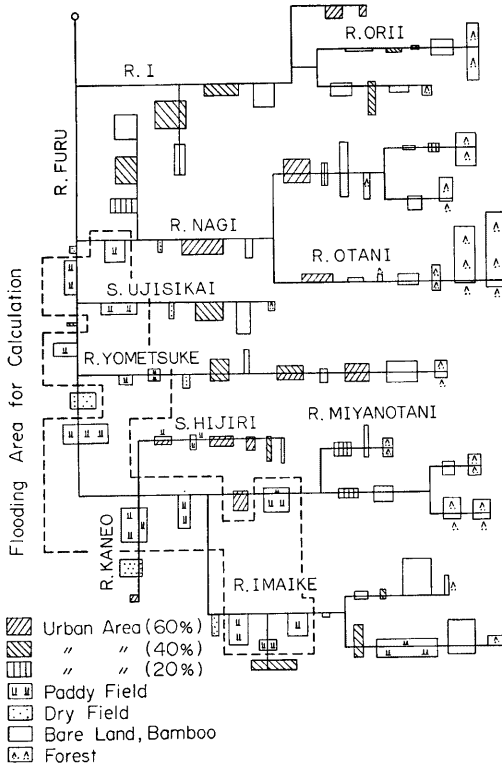 R. ORII
R. I
R. FURU
R. NAGI
R. OTANI
S. UJISIKAI
R. YOMETSUKE
S. HIJIRI
R. MIYANOTANI
R. KANEO
R. IMAIKE
Flooding Area for Calculation
Urban Area (60%)
〃 〃 (40%)
〃 〃 (20%)
Paddy Field
Dry Field
Bare Land, Bamboo
Forest